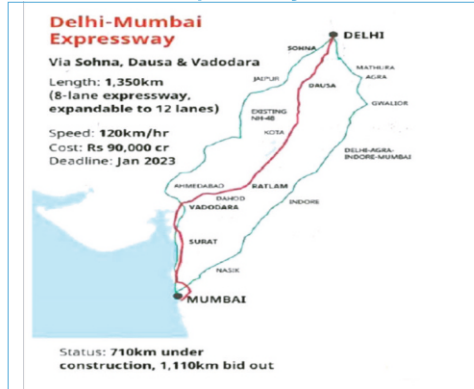 Delhi-Mumbai
Expressway
Via Sohna, Dausa & Vadodara
Length: 1,350km
(8-lane expressway,
expandable to 12 lanes)
Speed: 120km/hr
Cost: Rs 90,000 cr
Deadline: Jan 2023
DELHI
SOHNA
MATHURA
AGRA
JAIPUR
DAUSA
GWALIOR
EXISTING
NH-48
KOTA
DELHI-AGRA-
INDORE-MUMBAI
AHMEDABAD
RATLAM
DAHOD
VADODARA
INDORE
SURAT
NASIK
MUMBAI
Status: 710km under
construction, 1,110km bid out